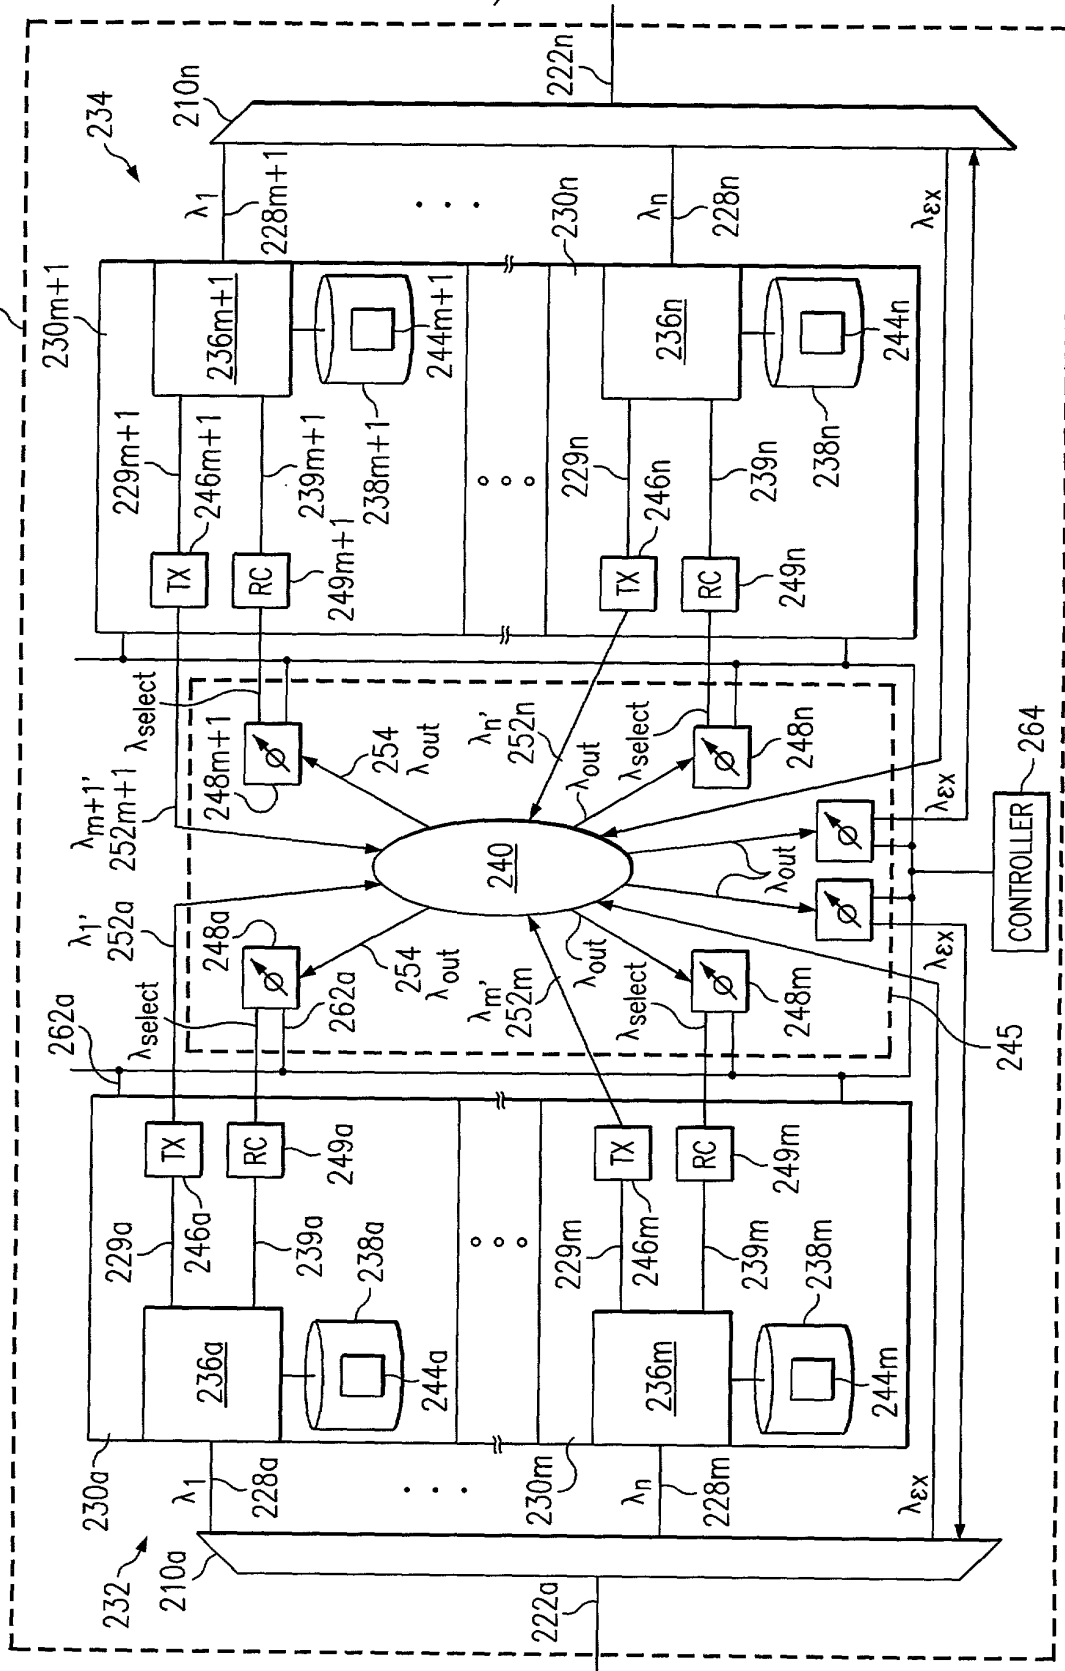 234
210n
222n
λ1
228m+1
λn
228n
λεx
230m+1
236m+1
244m+1
238m+1
229m+1
246m+1
239m+1
TX
RC
249m+1
230n
236n
244n
238n
229n
246n
239n
TX
RC
249n
λselect
λm+1'
252m+1
248m+1
254
λout
λn'
252n
λout
λselect
248n
λεx
240
λout
CONTROLLER
264
λ1'
252a
248a
254
λout
262a
λselect
262a
λm'
252m
λout
λselect
248m
λεx
245
TX
RC
249a
229a
246a
239a
238a
236a
244a
230a
TX
RC
249m
229m
246m
239m
238m
236m
244m
230m
λ1
228a
λn
228m
λεx
232
210a
222a